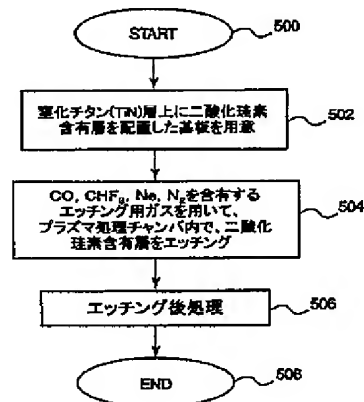 START
500
窒化チタン(TiN)層上に二酸化珪素
含有層を配置した基板を用意
502
CO, CHF₃, Ne, N₂を含有する
エッチング用ガスを用いて、
プラズマ処理チャンバ内で、二酸化
珪素含有層をエッチング
504
エッチング後処理
506
END
508